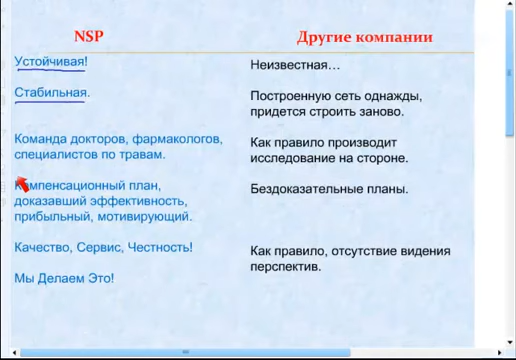 NSP
Другие компании
Устойчивая!
Неизвестная…
Стабильная.
Построенную сеть однажды,
придется строить заново.
Команда докторов, фармакологов,
специалистов по травам.
Как правило производит
исследование на стороне.
Компенсационный план,
доказавший эффективность,
прибыльный, мотивирующий.
Бездоказательные планы.
Качество, Сервис, Честность!
Как правило, отсутствие видения
перспектив.
Мы Делаем Это!